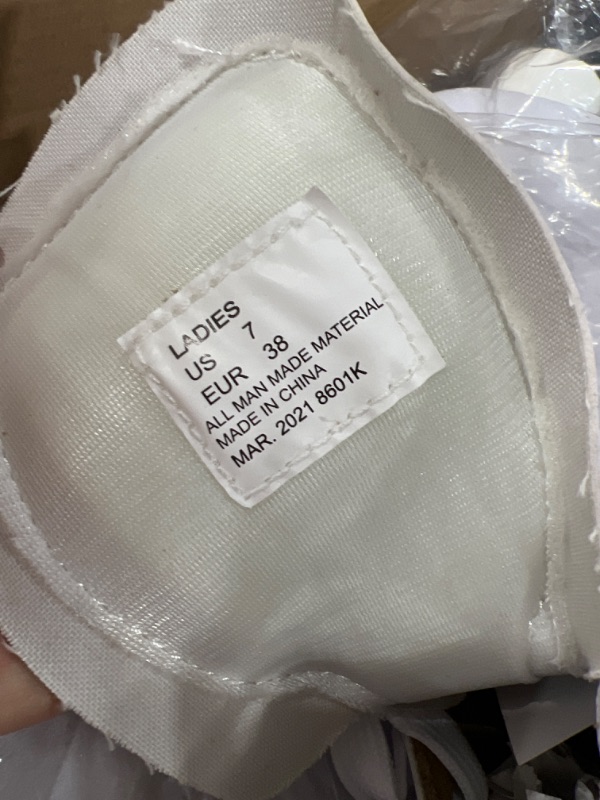 LADIES
US 7
EUR 38
ALL MAN MADE MATERIAL
MADE IN CHINA
MAR. 2021 8601K